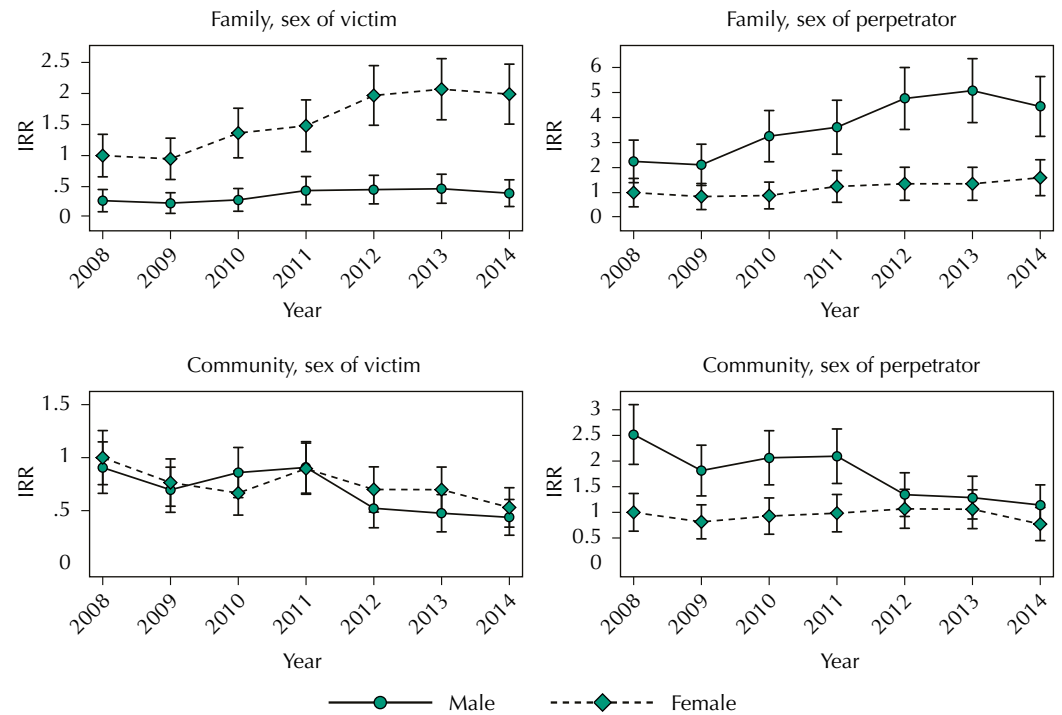 Family, sex of victim
2.5
2
1.5
1
.5
0
IRR
2008 2009 2010 2011 2012 2013 2014
Year
Family, sex of perpetrator
6
5
4
3
2
1
0
IRR
2008 2009 2010 2011 2012 2013 2014
Year
Community, sex of victim
1.5
1
.5
0
IRR
2008 2009 2010 2011 2012 2013 2014
Year
Community, sex of perpetrator
3
2.5
2
1.5
1
0.5
0
IRR
2008 2009 2010 2011 2012 2013 2014
Year
Male Female